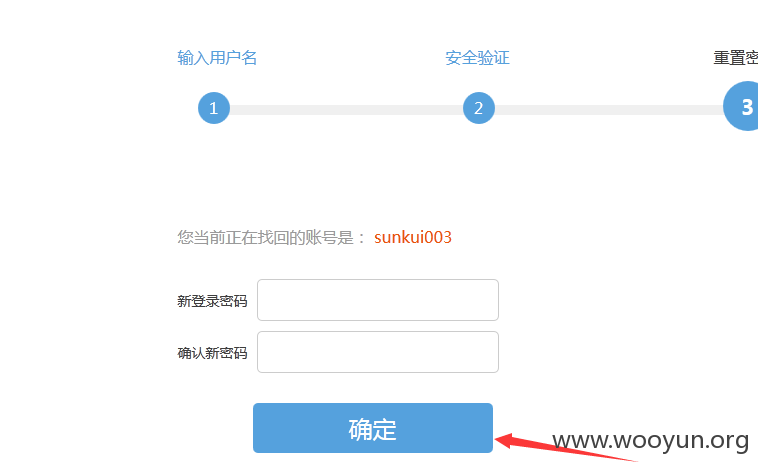 输入用户名
安全验证
重置密
1
2
3
您当前正在找回的账号是： sunkui003
新登录密码
确认新密码
确定
www.wooyun.org